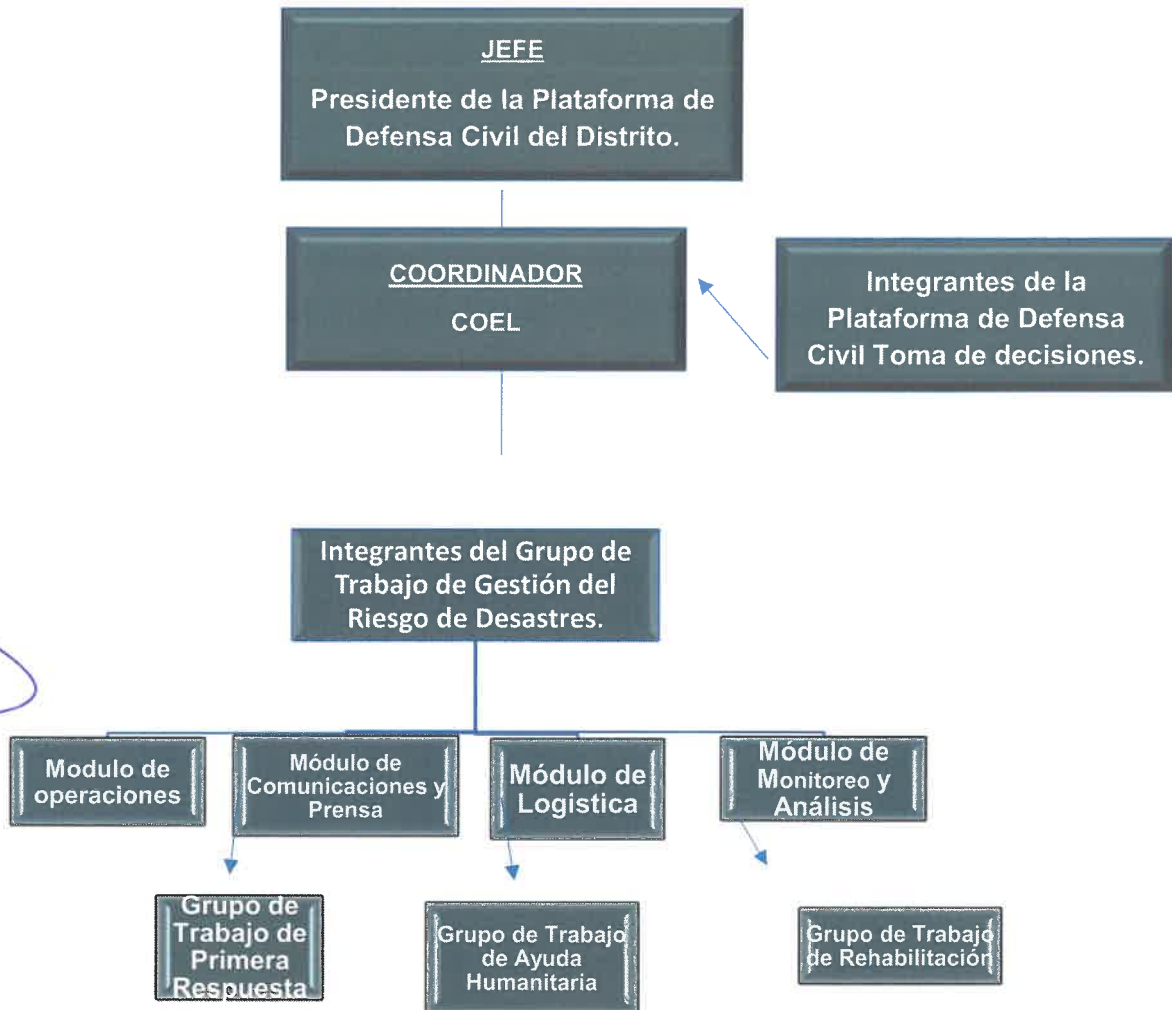 JEFE
Presidente de la Plataforma de
Defensa Civil del Distrito.
COORDINADOR
COEL
Integrantes de la
Plataforma de Defensa
Civil Toma de decisiones.
Integrantes del Grupo de
Trabajo de Gestión del
Riesgo de Desastres.
Modulo de
operaciones
Módulo de
Comunicaciones y
Prensa
Módulo de
Logistica
Módulo de
Monitoreo y
Análisis
Grupo de
Trabajo de
Primera
Respuesta
Grupo de Trabajo
de Ayuda
Humanitaria
Grupo de Trabajo
de Rehabilitación